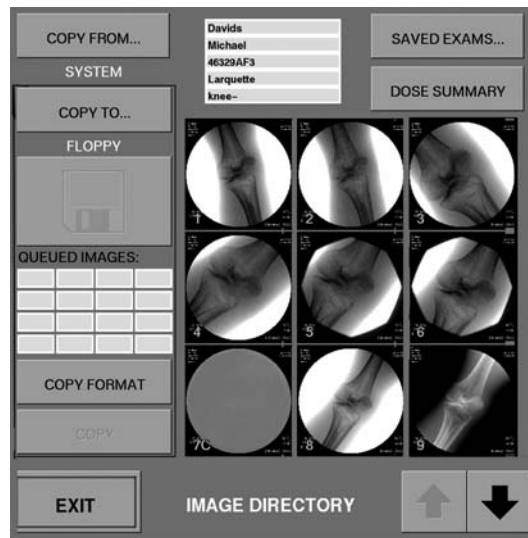 COPY FROM...
SYSTEM
COPY TO...
FLOPPY
QUEUED IMAGES:
COPY FORMAT
COPY
Davids
Michael
46329AF3
Larquette
knee~
SAVED EXAMS...
DOSE SUMMARY
1
2
3
4
5
6
7C
8
9
EXIT
IMAGE DIRECTORY